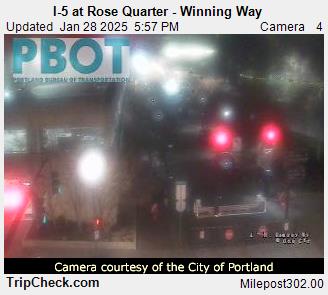 I-5 at Rose Quarter - Winning Way
Updated Jan 28 2025 5:57 PM Camera 4
PBOT
PORTLAND BUREAU OF TRANSPORTATION
Camera courtesy of the City of Portland
TripCheck.com Milepost302.00